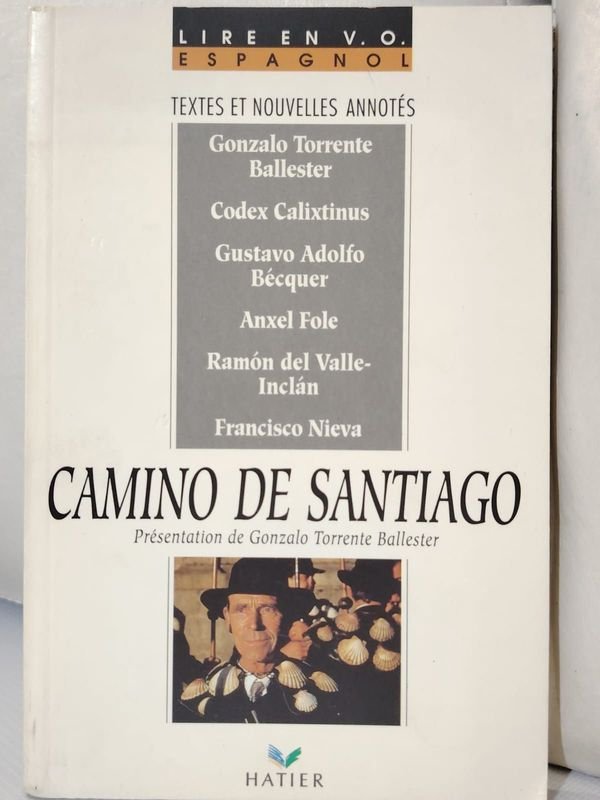 LIRE EN V.O.
ESPAGNOL
TEXTES ET NOUVELLES ANNOTÉS
Gonzalo Torrente
Ballester
Codex Calixtinus
Gustavo Adolfo
Bécquer
Anxel Fole
Ramón del Valle-
Inclán
Francisco Nieva
CAMINO DE SANTIAGO
Présentation de Gonzalo Torrente Ballester
HATIER